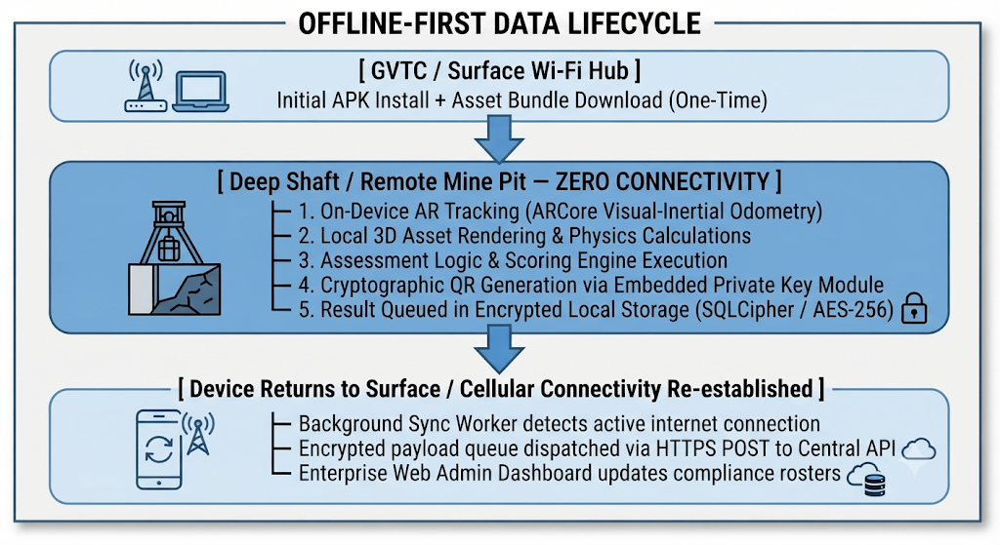 OFFLINE-FIRST DATA LIFECYCLE
[ GVTC / Surface Wi-Fi Hub ]
Initial APK Install + Asset Bundle Download (One-Time)
[ Deep Shaft / Remote Mine Pit — ZERO CONNECTIVITY ]
1. On-Device AR Tracking (ARCore Visual-Inertial Odometry)
2. Local 3D Asset Rendering & Physics Calculations
3. Assessment Logic & Scoring Engine Execution
4. Cryptographic QR Generation via Embedded Private Key Module
5. Result Queued in Encrypted Local Storage (SQLCipher / AES-256)
[ Device Returns to Surface / Cellular Connectivity Re-established ]
Background Sync Worker detects active internet connection
Encrypted payload queue dispatched via HTTPS POST to Central API
Enterprise Web Admin Dashboard updates compliance rosters